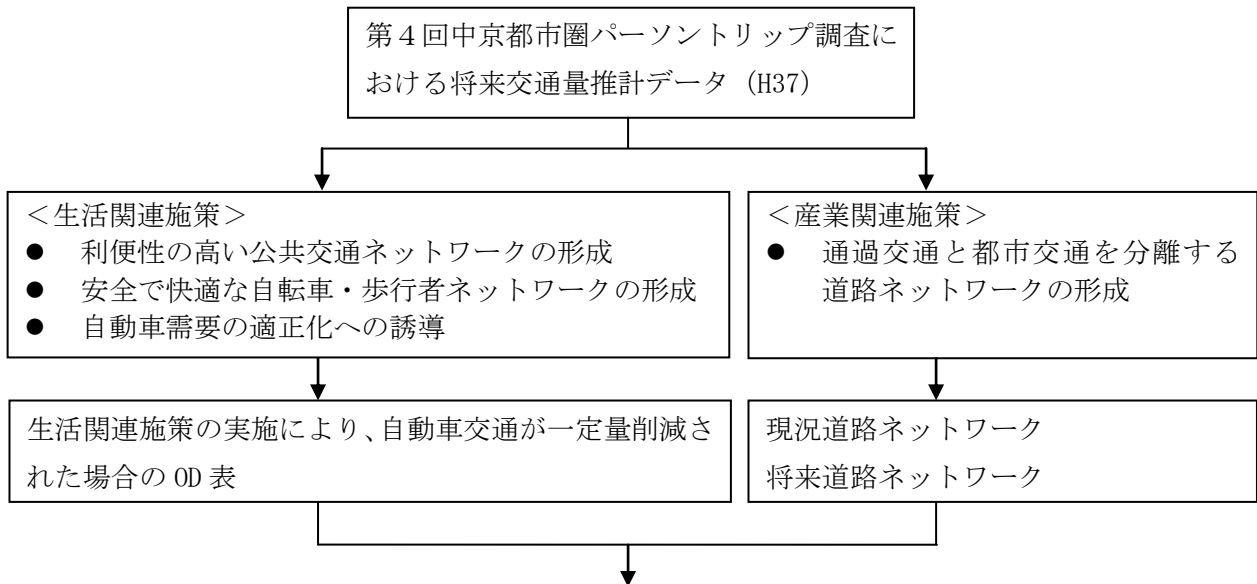 第４回中京都市圏パーソントリップ調査に
おける将来交通量推計データ（H37）
＜生活関連施策＞
● 利便性の高い公共交通ネットワークの形成
● 安全で快適な自転車・歩行者ネットワークの形成
● 自動車需要の適正化への誘導
＜産業関連施策＞
● 通過交通と都市交通を分離する
道路ネットワークの形成
生活関連施策の実施により、自動車交通が一定量削減さ
れた場合の OD 表
現況道路ネットワーク
将来道路ネットワーク